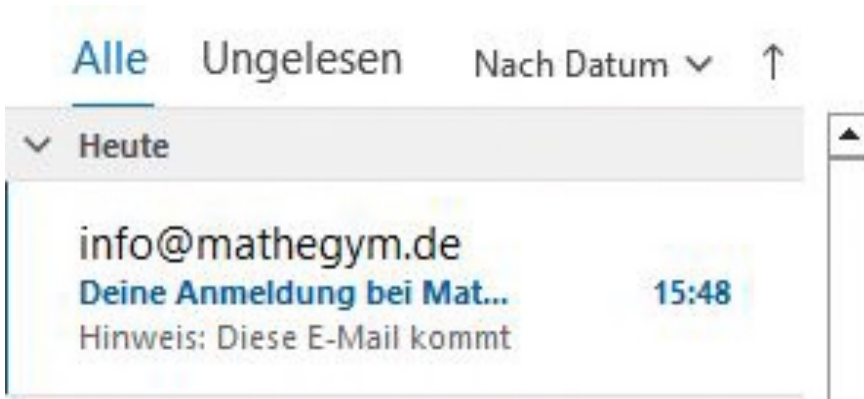 Alle Ungelesen Nach Datum
Heute
info@mathegym.de
Deine Anmeldung bei Mat... 15:48
Hinweis: Diese E-Mail kommt